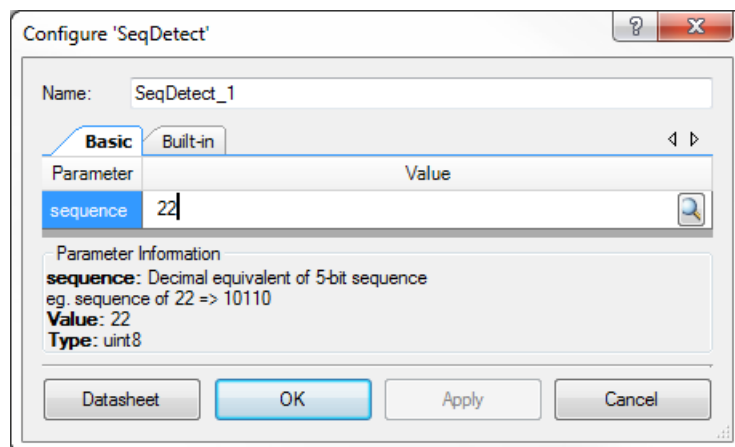 Configure 'SeqDetect'
Name: SeqDetect_1
Basic Built-in
Parameter Value
sequence 22
Parameter Information
sequence: Decimal equivalent of 5-bit sequence
eg. sequence of 22 => 10110
Value: 22
Type: uint8
Datasheet OK Apply Cancel